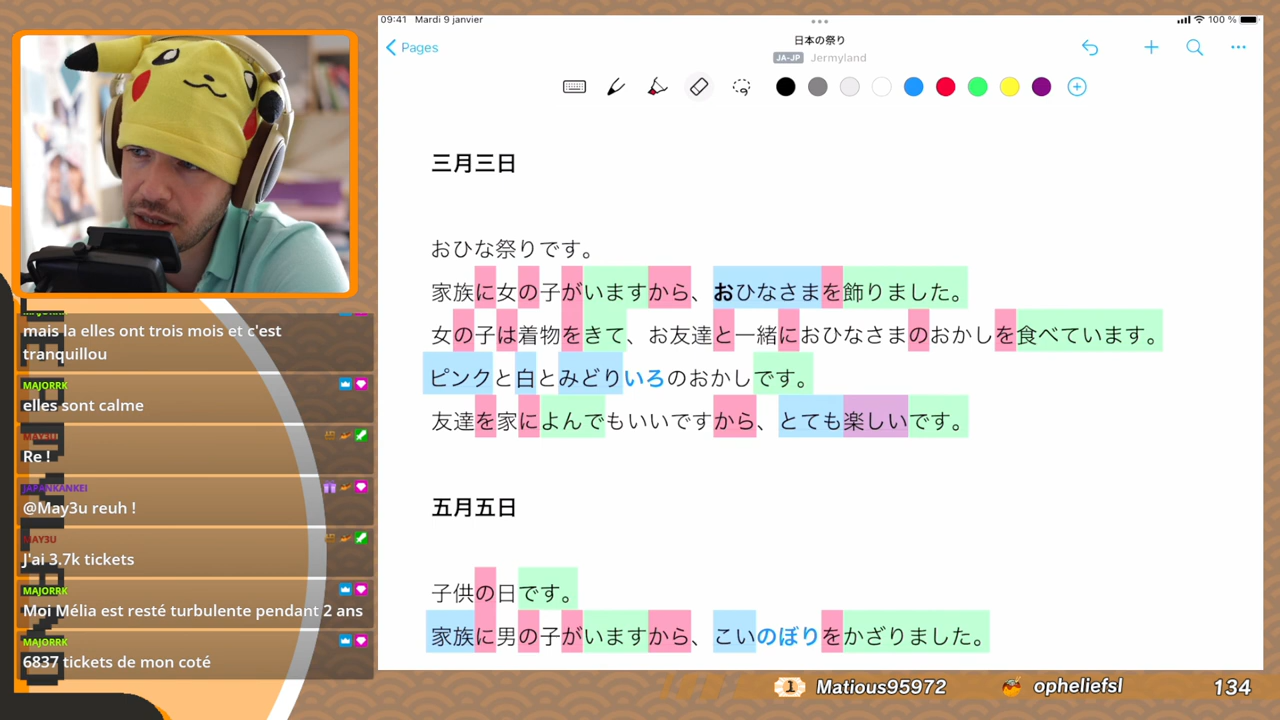 09:41 Mardi 9 janvier
100 %
Pages
日本の祭り
JA-JP Jermyland
三月三日
おひな祭りです。
家族に女の子がいますから、おひなさまを飾りました。
女の子は着物をきて、お友達と一緒におひなさまのおかしを食べています。
ピンクと白とみどりいろのおかしです。
友達を家によんでもいいですから、とても楽しいです。
五月五日
子供の日です。
家族に男の子がいますから、こいのぼりをかざりました。
mais la elles ont trois mois et c'est
tranquillou
MAJORRK
elles sont calme
MAY3U
Re !
JAPANKANKEI
@May3u reuh !
MAY3U
J'ai 3.7k tickets
MAJORRK
Moi Mélia est resté turbulente pendant 2 ans
MAJORRK
6837 tickets de mon coté
1 Matious95972
opheliefsl
134